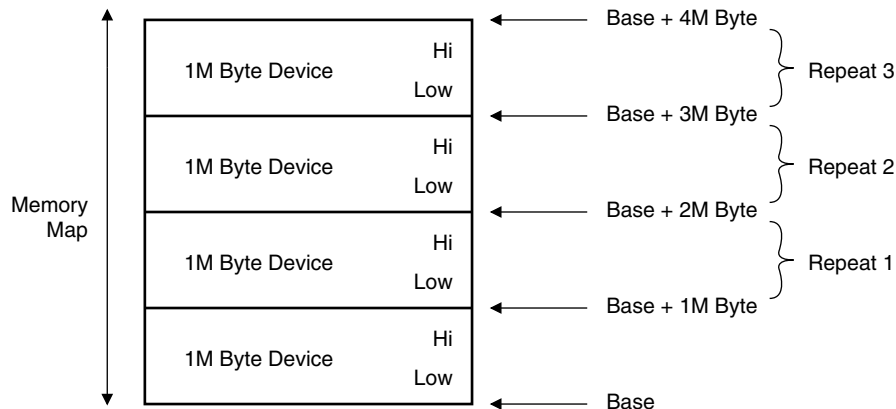 Base + 4M Byte
Hi
1M Byte Device
Low
Repeat 3
Base + 3M Byte
Hi
1M Byte Device
Low
Repeat 2
Memory
Map
Base + 2M Byte
Hi
1M Byte Device
Low
Repeat 1
Base + 1M Byte
Hi
1M Byte Device
Low
Base